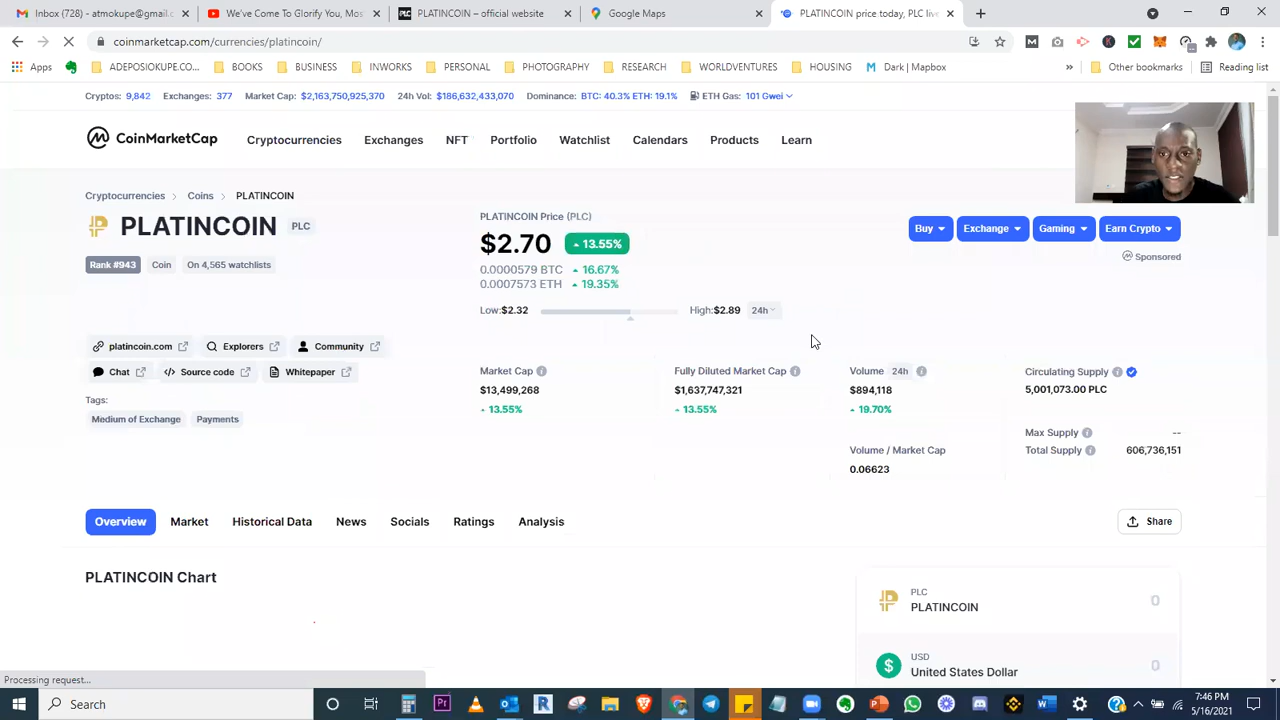 Inbox (728) - atmokut@gmail.c
We've Come To Glorify You, Most
PLATINCOIN – official website
Google Maps
PLATINCOIN price today, PLC live
coinmarketcap.com/currencies/platincoin/
Apps
ADEPOSIOKUPE.CO...
BOOKS
BUSINESS
INWORKS
PERSONAL
PHOTOGRAPHY
RESEARCH
WORLDVENTURES
HOUSING
Dark | Mapbox
»
Other bookmarks
Reading list
Cryptos: 9,842 Exchanges: 377 Market Cap: $2,163,750,925,370 24h Vol: $186,632,433,070 Dominance: BTC: 40.3% ETH: 19.1% ETH Gas: 101 Gwei
CoinMarketCap
Cryptocurrencies Exchanges NFT Portfolio Watchlist Calendars Products Learn
Cryptocurrencies > Coins > PLATINCOIN
PLATINCOIN PLC
Rank #943 Coin On 4,565 watchlists
platincoin.com Explorers Community
Chat Source code Whitepaper
Tags:
Medium of Exchange Payments
PLATINCOIN Price (PLC)
$2.70 13.55%
0.0000579 BTC 16.67%
0.0007573 ETH 19.35%
Low:$2.32 High:$2.89 24h
Buy Exchange Gaming Earn Crypto
Sponsored
Market Cap
$13,499,268
13.55%
Fully Diluted Market Cap
$1,637,747,321
13.55%
Volume 24h
$894,118
19.70%
Volume / Market Cap
0.06623
Circulating Supply
5,001,073.00 PLC
Max Supply --
Total Supply 606,736,151
Overview Market Historical Data News Socials Ratings Analysis
Share
PLATINCOIN Chart
PLC
PLATINCOIN 0
USD
United States Dollar 0
Processing request...
Search
7:46 PM
5/16/2021